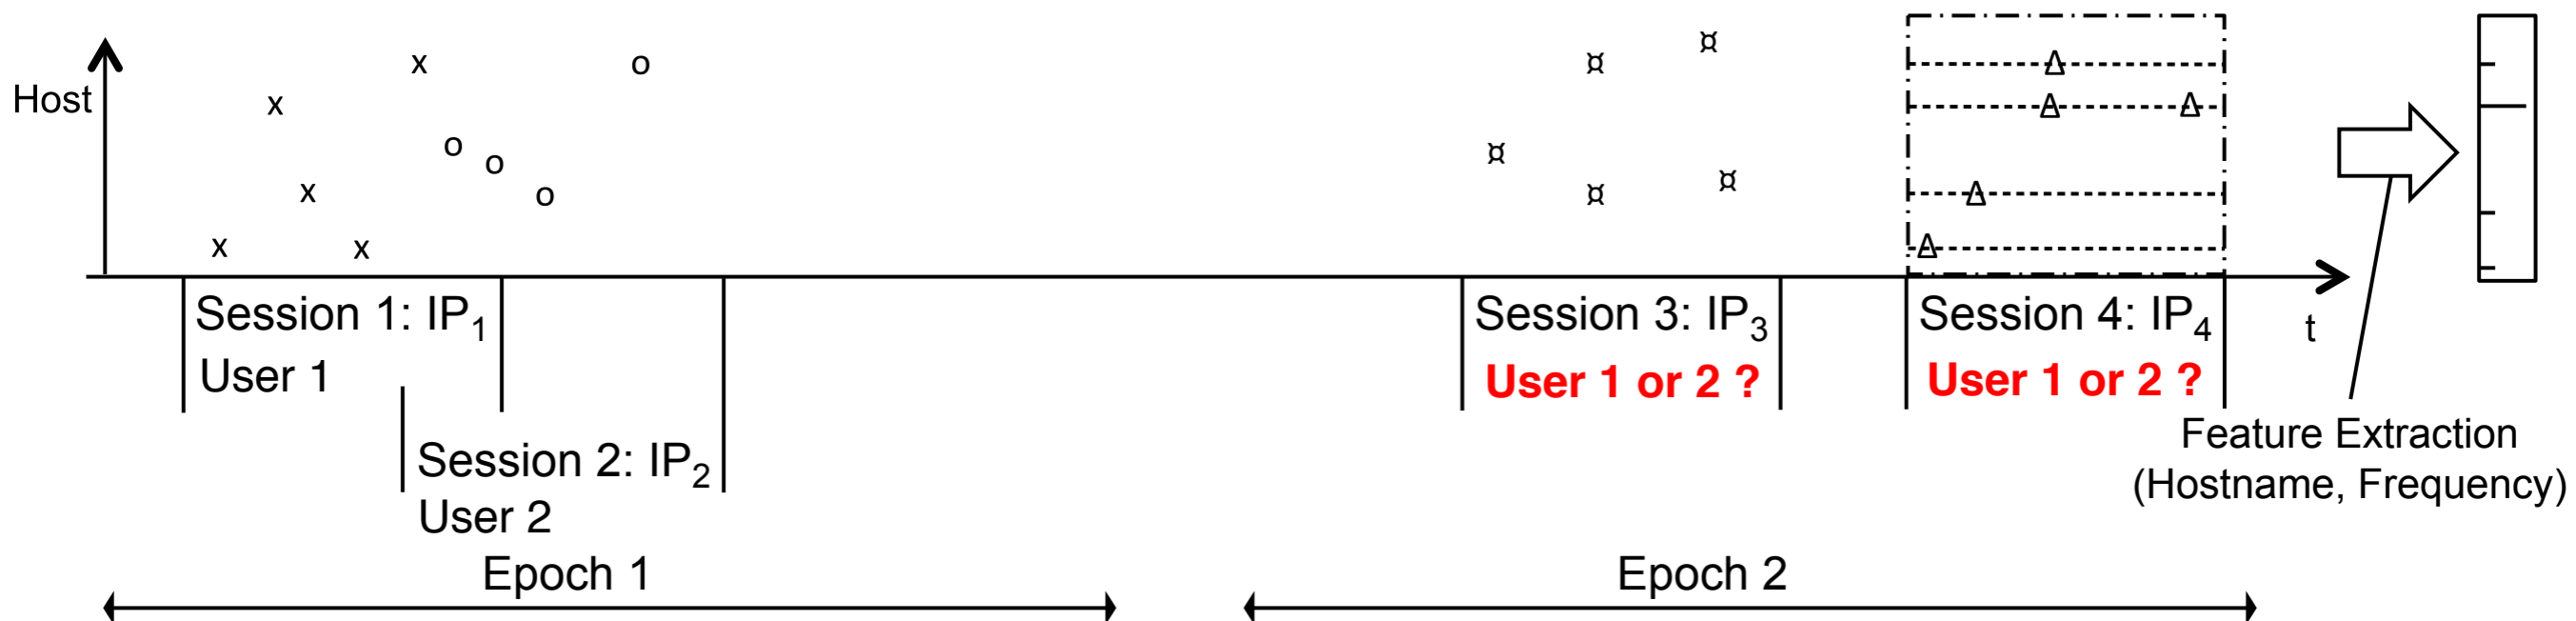 Host
Session 1: IP₁
User 1
Session 2: IP₂
User 2
Epoch 1
Session 3: IP₃
User 1 or 2 ?
Session 4: IP₄
User 1 or 2 ?
t
Epoch 2
Feature Extraction
(Hostname, Frequency)